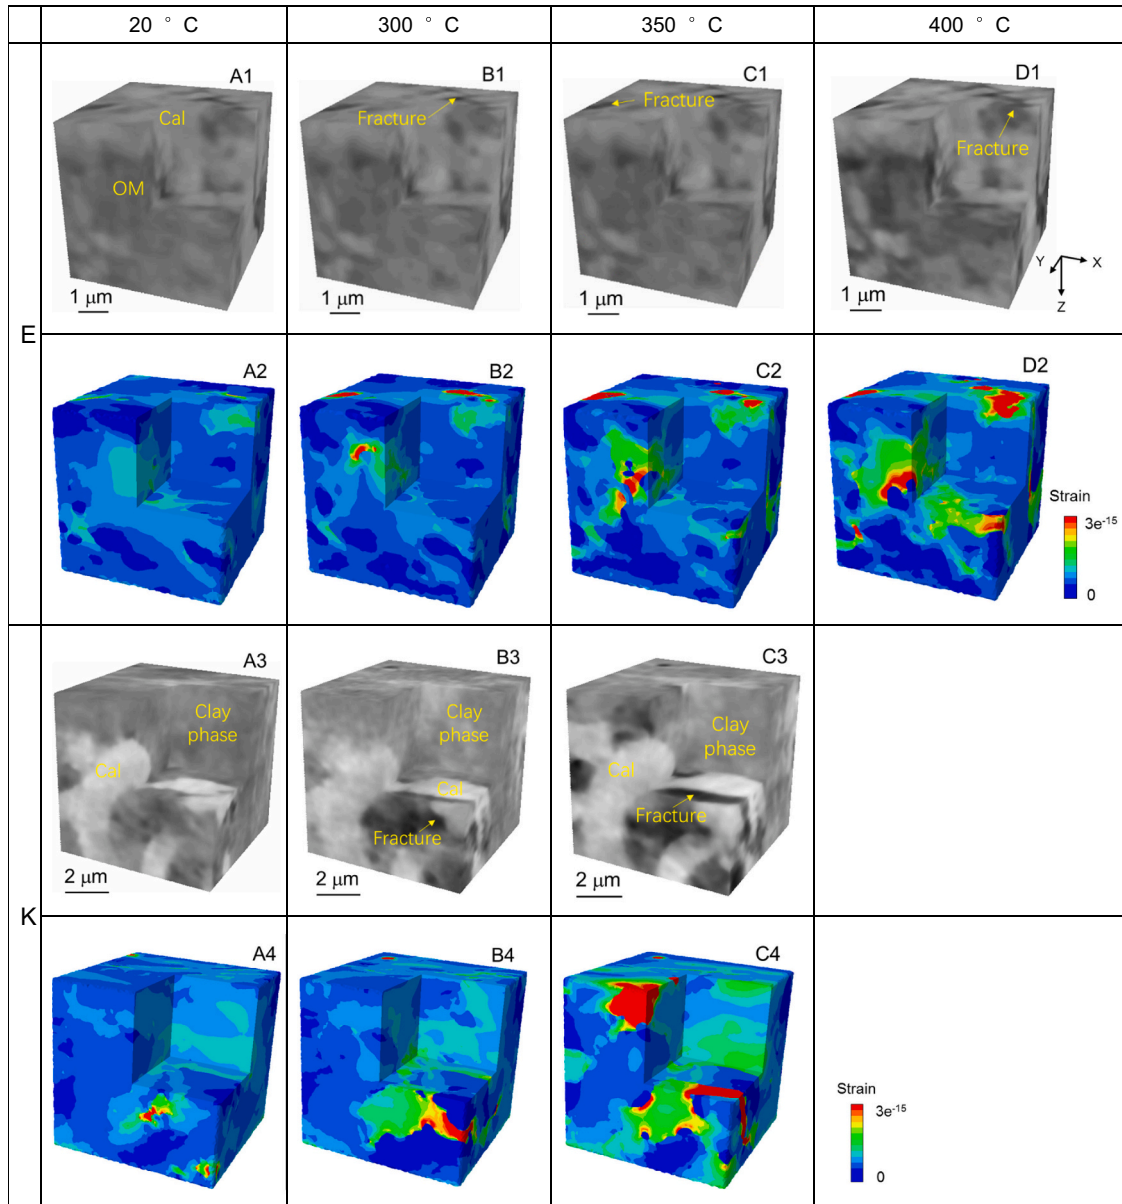 20 ° C
300 ° C
350 ° C
400 ° C
E
A1
Cal
OM
1 μm
B1
Fracture
1 μm
C1
Fracture
1 μm
D1
Fracture
1 μm
Y
X
Z
A2
B2
C2
D2
Strain
3e-15
0
K
A3
Clay
phase
Cal
2 μm
B3
Clay
phase
Cal
Fracture
2 μm
C3
Clay
phase
Cal
Fracture
2 μm
A4
B4
C4
Strain
3e-15
0